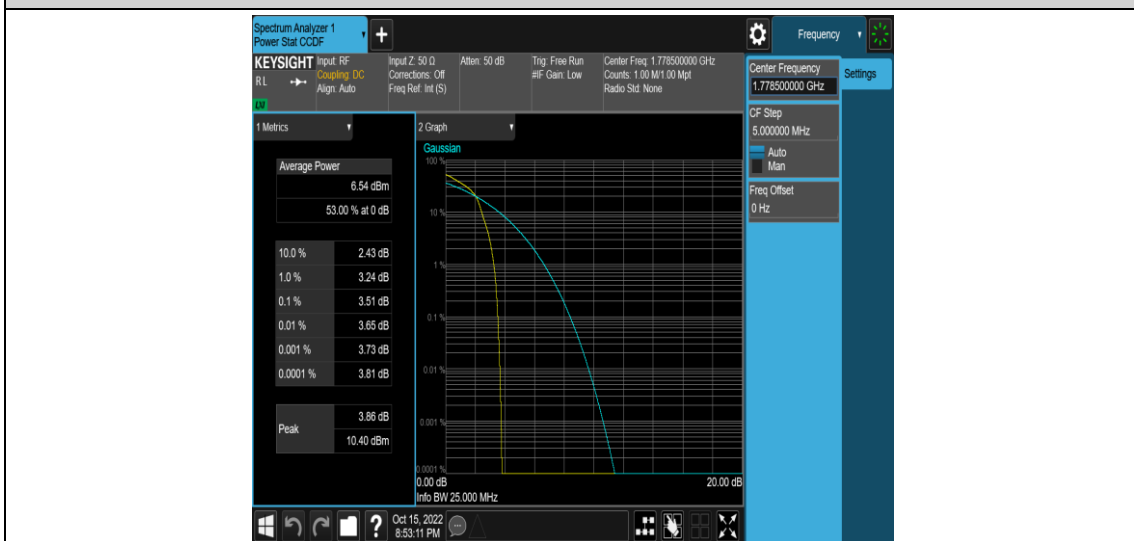 Spectrum Analyzer 1
Power Stat CCDF
+
Frequency
KEYSIGHT
RL
LXI
Input: RF
Coupling: DC
Align: Auto
Input Z: 50 Ω
Corrections: Off
Freq Ref: Int (S)
Atten: 50 dB
Trig: Free Run
#IF Gain: Low
Center Freq: 1.778500000 GHz
Counts: 1.00 M/1.00 Mpt
Radio Std: None
Center Frequency
1.778500000 GHz
Settings
CF Step
5.000000 MHz
Auto
Man
Freq Offset
0 Hz
1 Metrics
Average Power
6.54 dBm
53.00 % at 0 dB
10.0 % 2.43 dB
1.0 % 3.24 dB
0.1 % 3.51 dB
0.01 % 3.65 dB
0.001 % 3.73 dB
0.0001 % 3.81 dB
Peak
3.86 dB
10.40 dBm
2 Graph
Gaussian
100 %
10 %
1 %
0.1 %
0.01 %
0.001 %
0.0001 %
0.00 dB 20.00 dB
Info BW 25.000 MHz
?
Oct 15, 2022
8:53:11 PM